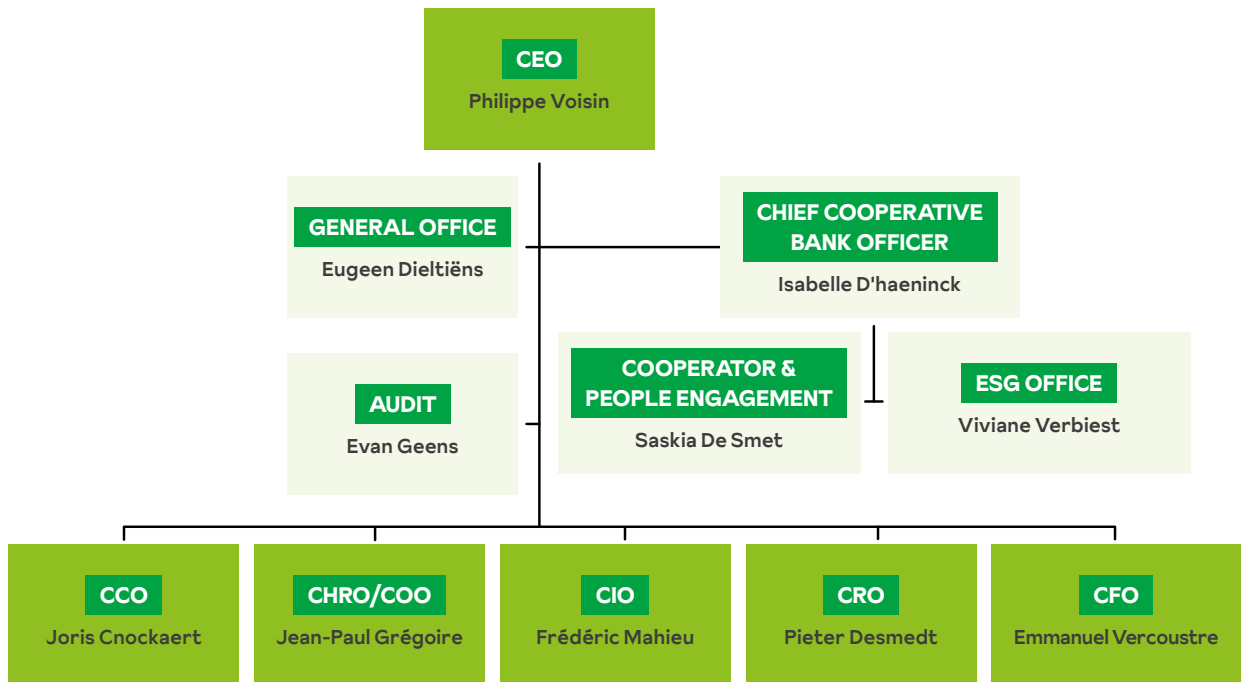 CEO
Philippe Voisin
GENERAL OFFICE
Eugeen Dieltiëns
CHIEF COOPERATIVE
BANK OFFICER
Isabelle D'haeninck
AUDIT
Evan Geens
COOPERATOR &
PEOPLE ENGAGEMENT
Saskia De Smet
ESG OFFICE
Viviane Verbiest
CCO
Joris Cnockaert
CHRO/COO
Jean-Paul Grégoire
CIO
Frédéric Mahieu
CRO
Pieter Desmedt
CFO
Emmanuel Vercoustre